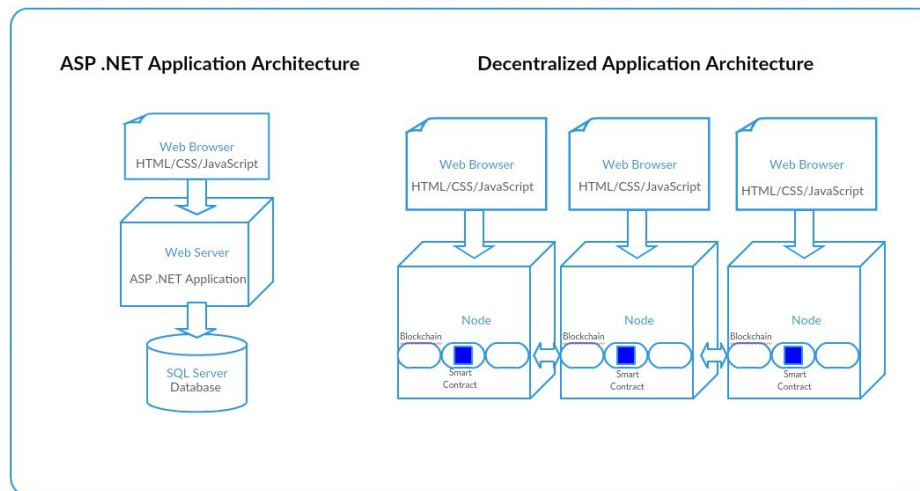 ASP .NET Application Architecture
Web Browser
HTML/CSS/JavaScript
Web Server
ASP .NET Application
SQL Server
Database
Decentralized Application Architecture
Web Browser
HTML/CSS/JavaScript
Node
Blockchain
Smart
Contract
Web Browser
HTML/CSS/JavaScript
Node
Blockchain
Smart
Contract
Web Browser
HTML/CSS/JavaScript
Node
Blockchain
Smart
Contract